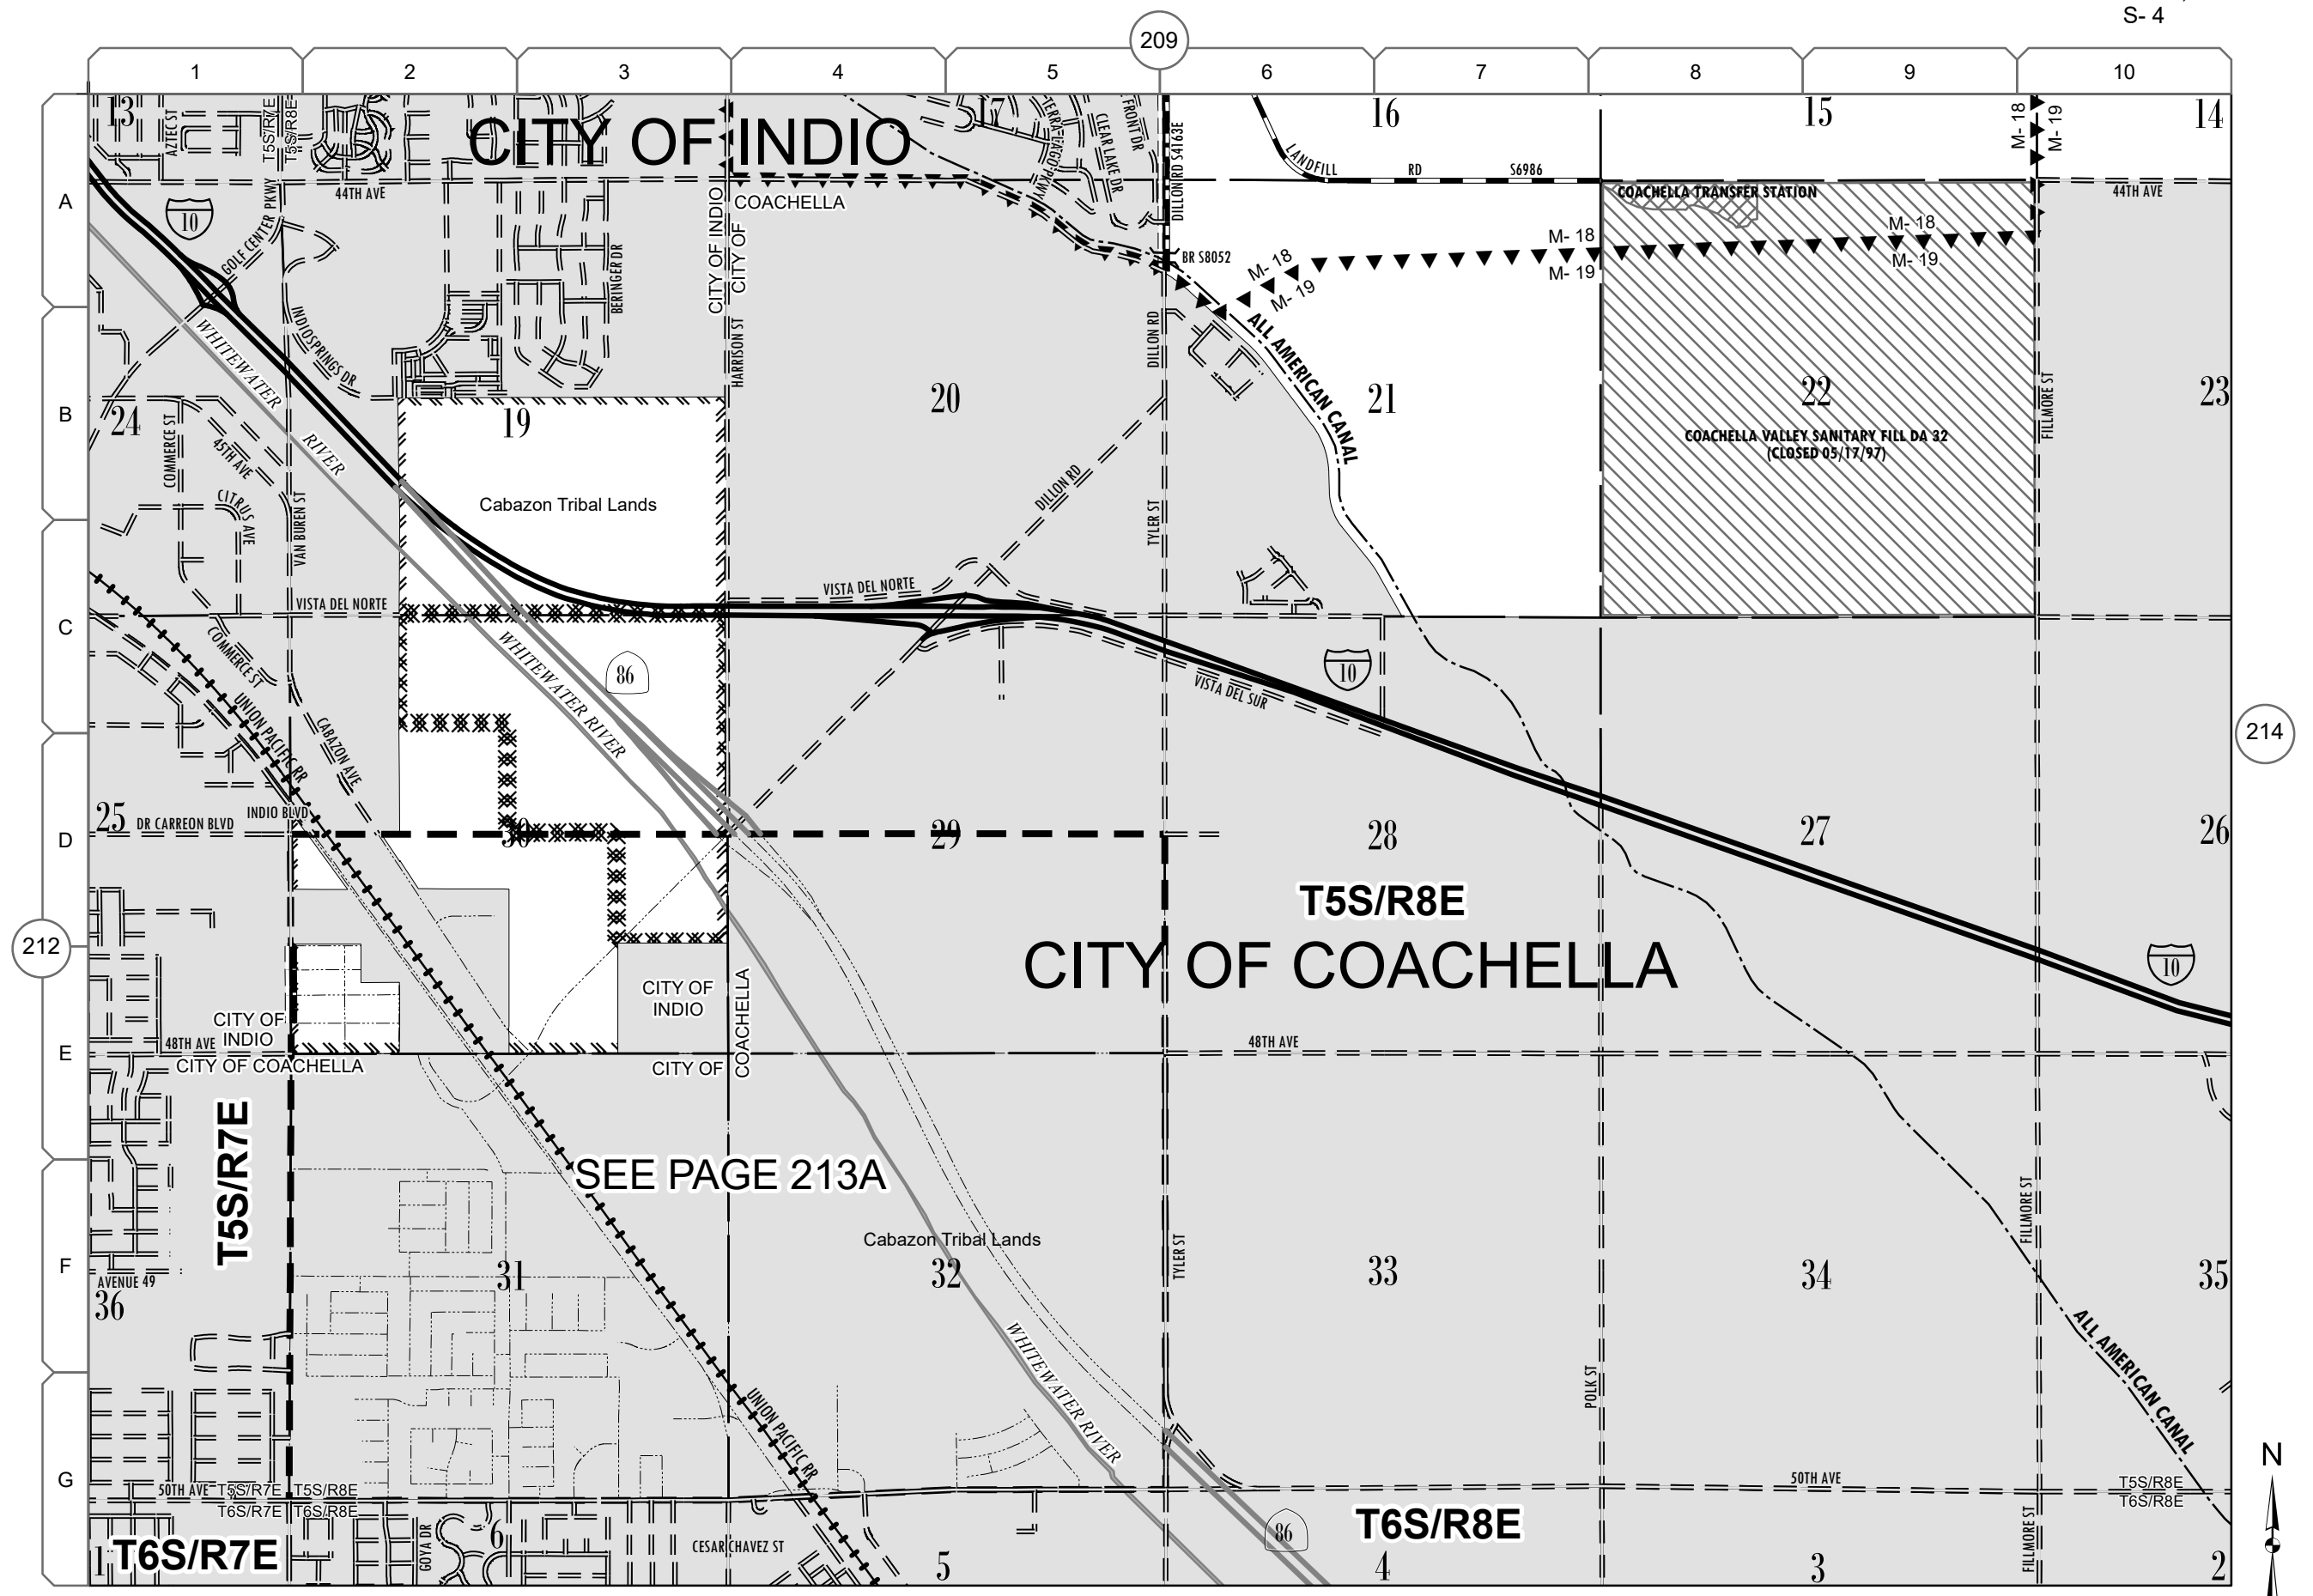 S- 4
209
1 2 3 4 5 6 7 8 9 10
A
B
C
D
E
F
G
212
214
13
17
16
15
14
AZTEC ST
T5S/R7E
T5S/R8E
CITY OF INDIO
TERRA LAGO PKWY
CLEAR LAKE DR
FRONT DR
DILLON RD S4163E
LANDFILL RD S6986
M- 18
M- 19
44TH AVE
CITY OF INDIO
CITY OF
COACHELLA
COACHELLA TRANSFER STATION
44TH AVE
10
GOLF CENTER PKWY
BERINGER DR
BR S8052
M- 18
M- 19
M- 18
M- 19
M- 18
M- 19
WHITEWATER
RIVER
INDIO SPRINGS DR
HARRISON ST
DILLON RD
ALL AMERICAN CANAL
24
19
20
21
22
23
COMMERCE ST
45TH AVE
CITRUS AVE
VAN BUREN ST
FILLMORE ST
COACHELLA VALLEY SANITARY FILL DA 32
(CLOSED 05/17/97)
Cabazon Tribal Lands
DILLON RD
TYLER ST
VISTA DEL NORTE
VISTA DEL NORTE
COMMERCE ST
WHITEWATER RIVER
86
10
VISTA DEL SUR
UNION PACIFIC RR
CABAZON AVE
25
DR CARREON BLVD
INDIO BLVD
30
29
28
27
26
T5S/R8E
CITY OF COACHELLA
10
CITY OF
INDIO
COACHELLA
CITY OF
INDIO
48TH AVE
48TH AVE
CITY OF COACHELLA
CITY OF
T5S/R7E
SEE PAGE 213A
Cabazon Tribal Lands
TYLER ST
FILLMORE ST
AVENUE 49
36
31
32
33
34
35
WHITEWATER RIVER
ALL AMERICAN CANAL
POLK ST
UNION PACIFIC RR
50TH AVE
T5S/R7E T5S/R8E
T6S/R7E T6S/R8E
50TH AVE
T5S/R8E
T6S/R8E
N
1
T6S/R7E
GOYA DR
6
CESAR CHAVEZ ST
5
86
T6S/R8E
4
3
FILLMORE ST
2